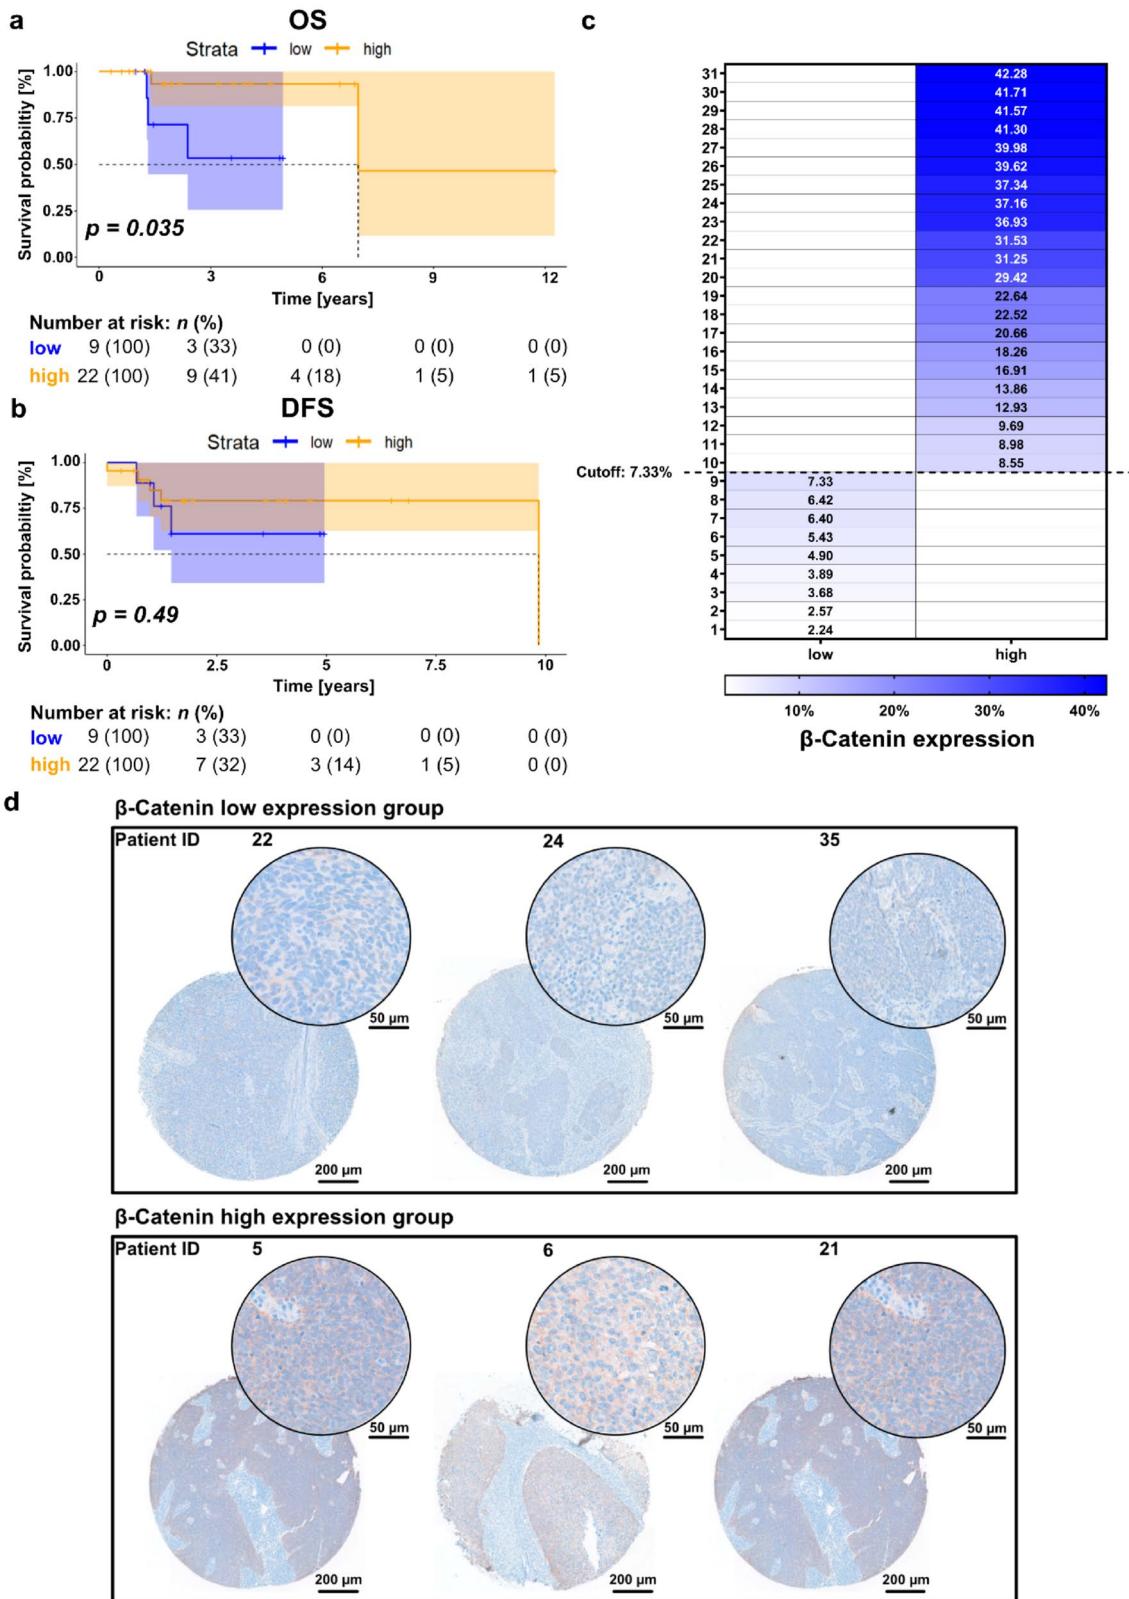 a
OS
Strata low high
Survival probabiltiy [%]
1.00
0.75
0.50
0.25
0.00
p = 0.035
0 3 6 9 12
Time [years]
Number at risk: n (%)
low 9 (100) 3 (33) 0 (0) 0 (0) 0 (0)
high 22 (100) 9 (41) 4 (18) 1 (5) 1 (5)
b
DFS
Strata low high
Survival probabiltiy [%]
1.00
0.75
0.50
0.25
0.00
p = 0.49
0 2.5 5 7.5 10
Time [years]
Number at risk: n (%)
low 9 (100) 3 (33) 0 (0) 0 (0) 0 (0)
high 22 (100) 7 (32) 3 (14) 1 (5) 0 (0)
c
31 42.28
30 41.71
29 41.57
28 41.30
27 39.98
26 39.62
25 37.34
24 37.16
23 36.93
22 31.53
21 31.25
20 29.42
19 22.64
18 22.52
17 20.66
16 18.26
15 16.91
14 13.86
13 12.93
12 9.69
11 8.98
10 8.55
Cutoff: 7.33%
9 7.33
8 6.42
7 6.40
6 5.43
5 4.90
4 3.89
3 3.68
2 2.57
1 2.24
low high
10% 20% 30% 40%
β-Catenin expression
d
β-Catenin low expression group
Patient ID 22 24 35
50 µm 50 µm 50 µm
200 µm 200 µm 200 µm
β-Catenin high expression group
Patient ID 5 6 21
50 µm 50 µm 50 µm
200 µm 200 µm 200 µm